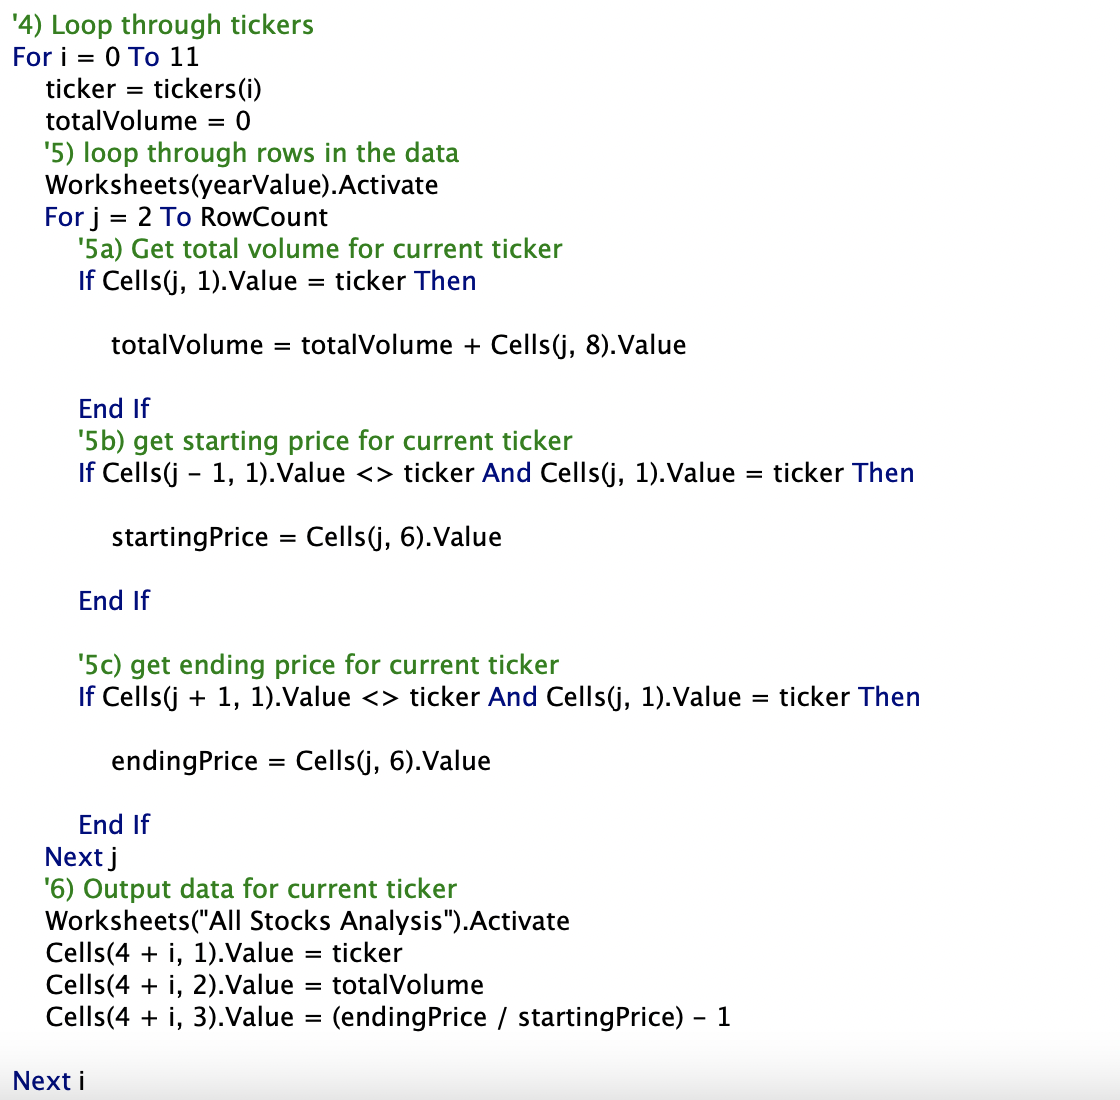 '4) Loop through tickers
For i = 0 To 11
ticker = tickers(i)
totalVolume = 0
'5) loop through rows in the data
Worksheets(yearValue).Activate
For j = 2 To RowCount
'5a) Get total volume for current ticker
If Cells(j, 1).Value = ticker Then
totalVolume = totalVolume + Cells(j, 8).Value
End If
'5b) get starting price for current ticker
If Cells(j - 1, 1).Value <> ticker And Cells(j, 1).Value = ticker Then
startingPrice = Cells(j, 6).Value
End If
'5c) get ending price for current ticker
If Cells(j + 1, 1).Value <> ticker And Cells(j, 1).Value = ticker Then
endingPrice = Cells(j, 6).Value
End If
Next j
'6) Output data for current ticker
Worksheets("All Stocks Analysis").Activate
Cells(4 + i, 1).Value = ticker
Cells(4 + i, 2).Value = totalVolume
Cells(4 + i, 3).Value = (endingPrice / startingPrice) - 1
Next i